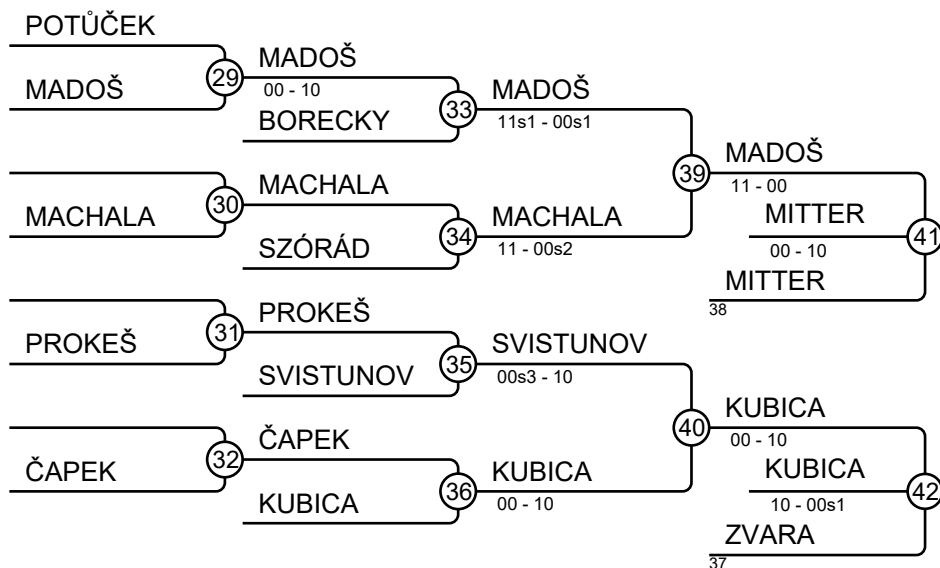 POTŮČEK
MADOŠ
29
MADOŠ
00 - 10
BORECKY
33
MADOŠ
11s1 - 00s1
MACHALA
30
MACHALA
SZÓRÁD
34
MACHALA
11 - 00s2
39
MADOŠ
11 - 00
MITTER
00 - 10
41
MITTER
38
PROKEŠ
31
PROKEŠ
SVISTUNOV
35
SVISTUNOV
00s3 - 10
ČAPEK
32
ČAPEK
KUBICA
36
KUBICA
00 - 10
40
KUBICA
00 - 10
KUBICA
10 - 00s1
42
ZVARA
37